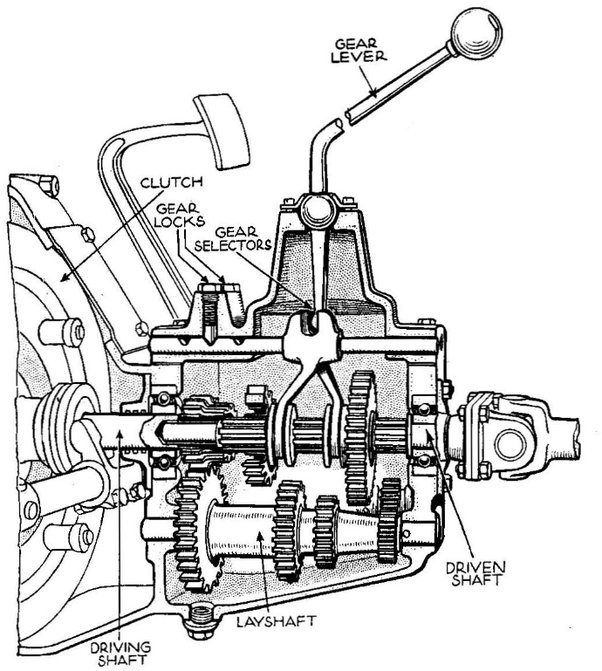 GEAR
LEVER
CLUTCH
GEAR
LOCKS
GEAR
SELECTORS
DRIVEN
SHAFT
LAYSHAFT
DRIVING
SHAFT